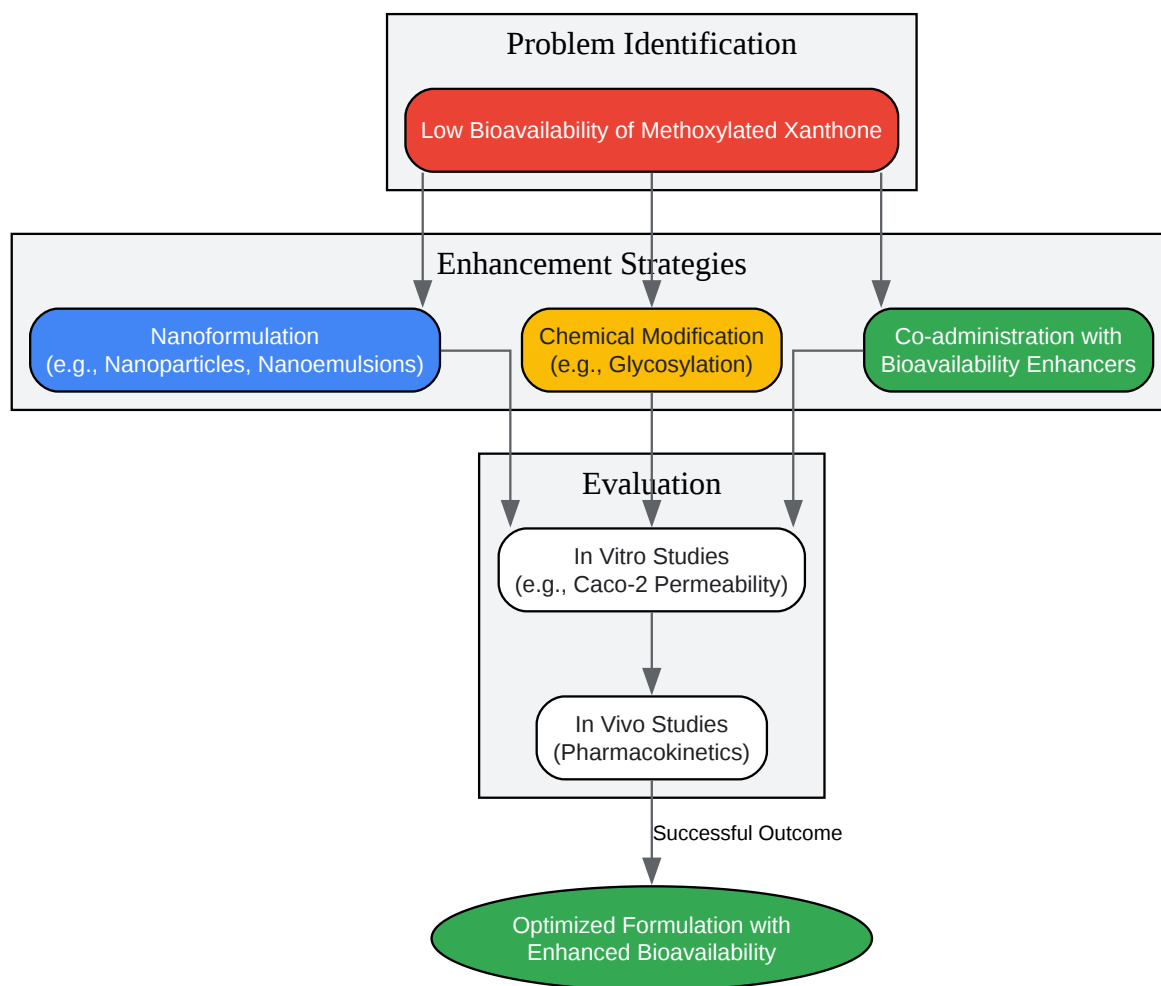 Problem Identification
Low Bioavailability of Methoxylated Xanthone
Enhancement Strategies
Nanoformulation
(e.g., Nanoparticles, Nanoemulsions)
Chemical Modification
(e.g., Glycosylation)
Co-administration with
Bioavailability Enhancers
Evaluation
In Vitro Studies
(e.g., Caco-2 Permeability)
In Vivo Studies
(Pharmacokinetics)
Successful Outcome
Optimized Formulation with
Enhanced Bioavailability